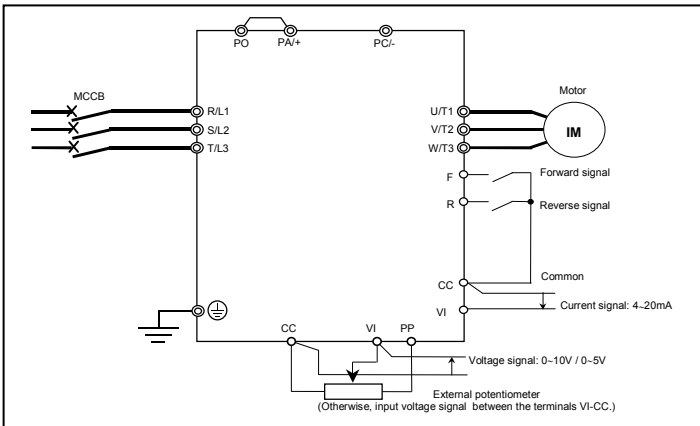 PO PA/+ PC/-
MCCB
Motor
R/L1
U/T1
S/L2
V/T2
IM
T/L3
W/T3
F
Forward signal
R
Reverse signal
Common
CC
Current signal: 4~20mA
VI
CC VI PP
Voltage signal: 0~10V / 0~5V
External potentiometer
(Otherwise, input voltage signal between the terminals VI-CC.)